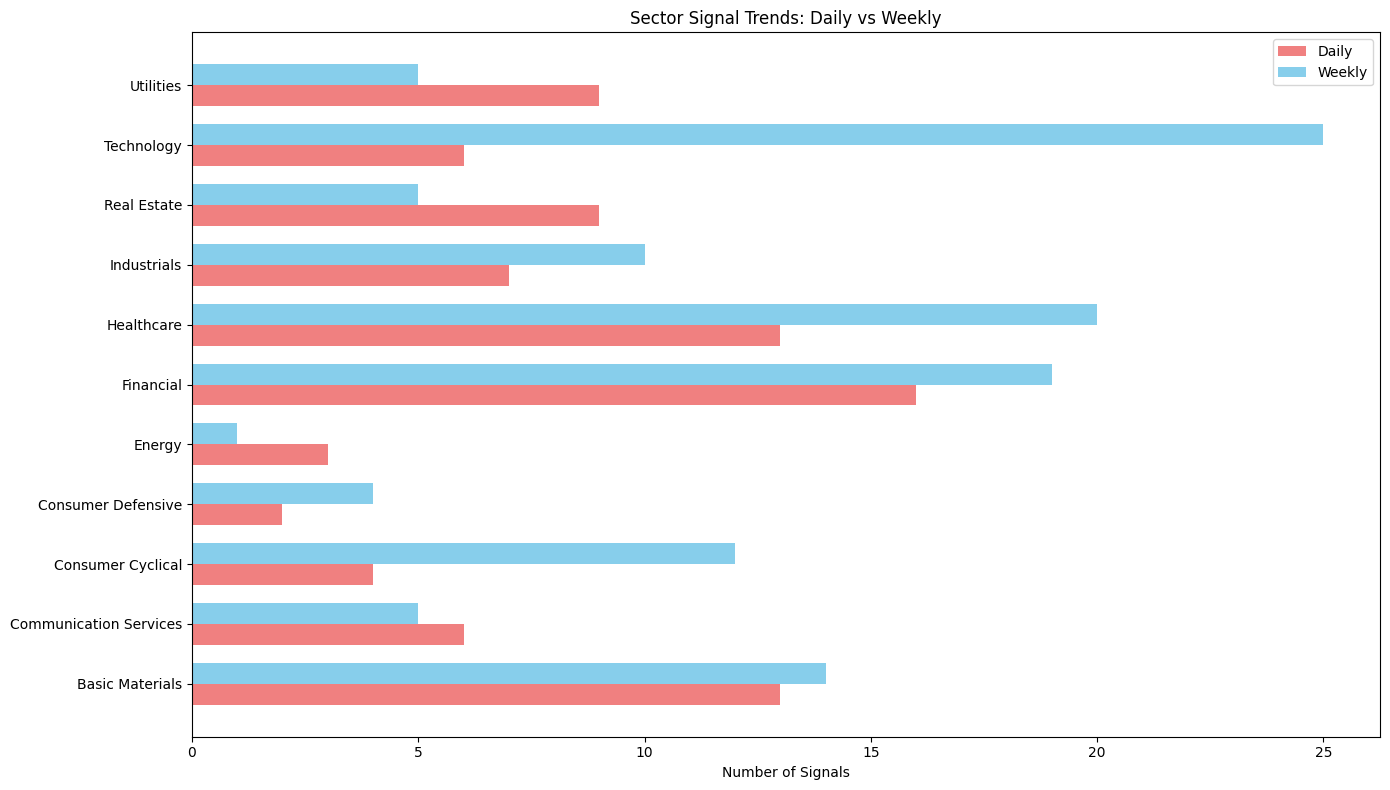 Sector Signal Trends: Daily vs Weekly
Daily
Weekly
Utilities
Technology
Real Estate
Industrials
Healthcare
Financial
Energy
Consumer Defensive
Consumer Cyclical
Communication Services
Basic Materials
0 5 10 15 20 25
Number of Signals